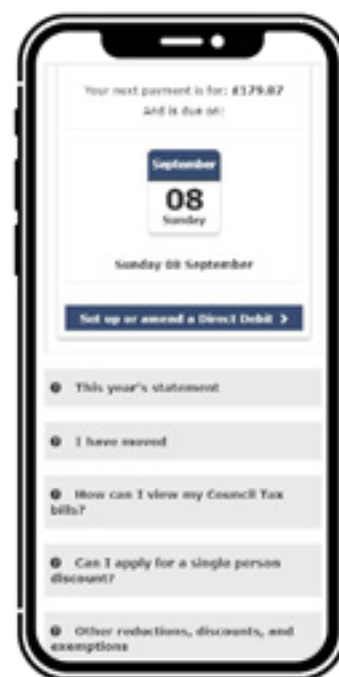 Your next payment is for: £179.87
And is due on:
September
08
Sunday
Sunday 08 September
Set up or amend a Direct Debit
This year's statement
I have moved
How can I view my Council Tax
bills?
Can I apply for a single person
discount?
Other reductions, discounts, and
exemptions